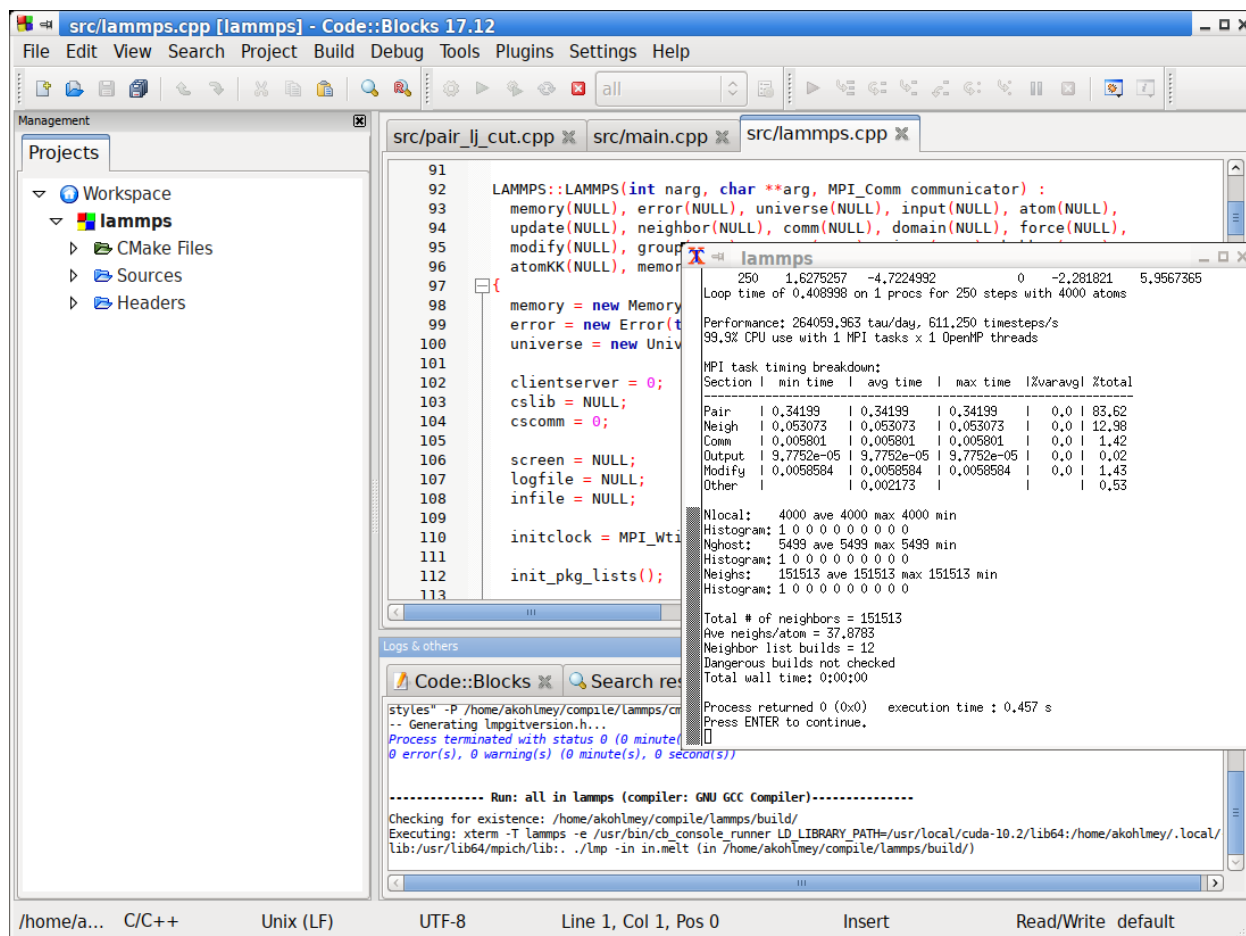 src/lammps.cpp [lammps] - Code::Blocks 17.12
File Edit View Search Project Build Debug Tools Plugins Settings Help
all
Management
Projects
Workspace
lammps
CMake Files
Sources
Headers
src/pair_lj_cut.cpp
src/main.cpp
src/lammps.cpp
91
92 LAMMPS::LAMMPS(int narg, char **arg, MPI_Comm communicator) :
93 memory(NULL), error(NULL), universe(NULL), input(NULL), atom(NULL),
94 update(NULL), neighbor(NULL), comm(NULL), domain(NULL), force(NULL),
95 modify(NULL), group
96 atomKK(NULL), memor
97 {
98 memory = new Memory
99 error = new Error(t
100 universe = new Univ
101
102 clientserver = 0;
103 cslib = NULL;
104 cscomm = 0;
105
106 screen = NULL;
107 logfile = NULL;
108 infile = NULL;
109
110 initclock = MPI_Wti
111
112 init_pkg_lists();
113
lammps
250 1.6275257 -4.7224992 0 -2.281821 5.9567365
Loop time of 0.408998 on 1 procs for 250 steps with 4000 atoms
Performance: 264059.963 tau/day, 611.250 timesteps/s
99.9% CPU use with 1 MPI tasks x 1 OpenMP threads
MPI task timing breakdown:
Section | min time | avg time | max time |%varavg| %total
---------------------------------------------------------------
Pair | 0.34199 | 0.34199 | 0.34199 | 0.0 | 83.62
Neigh | 0.053073 | 0.053073 | 0.053073 | 0.0 | 12.98
Comm | 0.005801 | 0.005801 | 0.005801 | 0.0 | 1.42
Output | 9.7752e-05 | 9.7752e-05 | 9.7752e-05 | 0.0 | 0.02
Modify | 0.0058584 | 0.0058584 | 0.0058584 | 0.0 | 1.43
Other | | 0.002173 | | | 0.53
Nlocal: 4000 ave 4000 max 4000 min
Histogram: 1 0 0 0 0 0 0 0 0 0
Nghost: 5499 ave 5499 max 5499 min
Histogram: 1 0 0 0 0 0 0 0 0 0
Neighs: 151513 ave 151513 max 151513 min
Histogram: 1 0 0 0 0 0 0 0 0 0
Total # of neighbors = 151513
Ave neighs/atom = 37.8783
Neighbor list builds = 12
Dangerous builds not checked
Total wall time: 0:00:00
Process returned 0 (0x0) execution time : 0.457 s
Press ENTER to continue.
Logs & others
Code::Blocks
Search res
styles" -P /home/akohlmey/compile/lammps/cm
-- Generating lmpgitversion.h...
Process terminated with status 0 (0 minute(
0 error(s), 0 warning(s) (0 minute(s), 0 second(s))
-------------- Run: all in lammps (compiler: GNU GCC Compiler)---------------
Checking for existence: /home/akohlmey/compile/lammps/build/
Executing: xterm -T lammps -e /usr/bin/cb_console_runner LD_LIBRARY_PATH=/usr/local/cuda-10.2/lib64:/home/akohlmey/.local/
lib:/usr/lib64/mpich/lib:. ./lmp -in in.melt (in /home/akohlmey/compile/lammps/build/)
/home/a... C/C++ Unix (LF) UTF-8 Line 1, Col 1, Pos 0 Insert Read/Write default